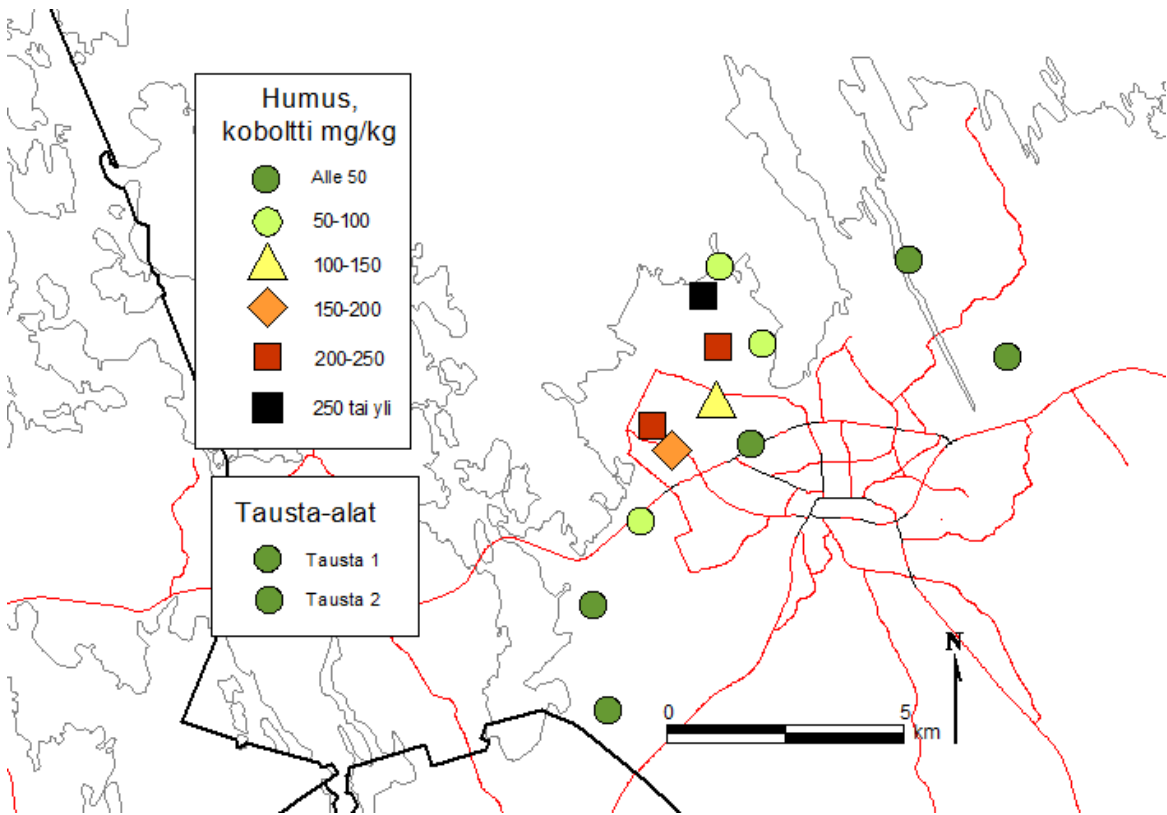 Humus,
koboltti mg/kg
Alle 50
50-100
100-150
150-200
200-250
250 tai yli
Tausta-alat
Tausta 1
Tausta 2
N
0 5
km